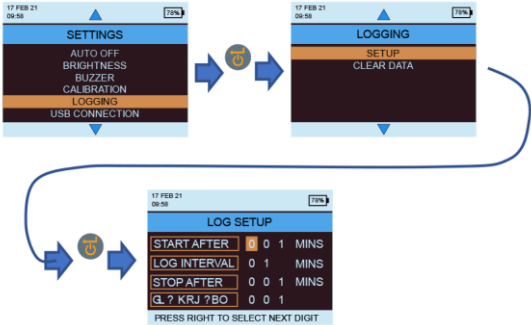 17 FEB 21
09:58
78%
SETTINGS
AUTO OFF
BRIGHTNESS
BUZZER
CALIBRATION
LOGGING
USB CONNECTION
17 FEB 21
09:58
78%
LOGGING
SETUP
CLEAR DATA
17 FEB 21
09:58
78%
LOG SETUP
START AFTER 0 0 1 MINS
LOG INTERVAL 0 1 MINS
STOP AFTER 0 0 1 MINS
GL ? KRJ ?BO 0 0 1
PRESS RIGHT TO SELECT NEXT DIGIT